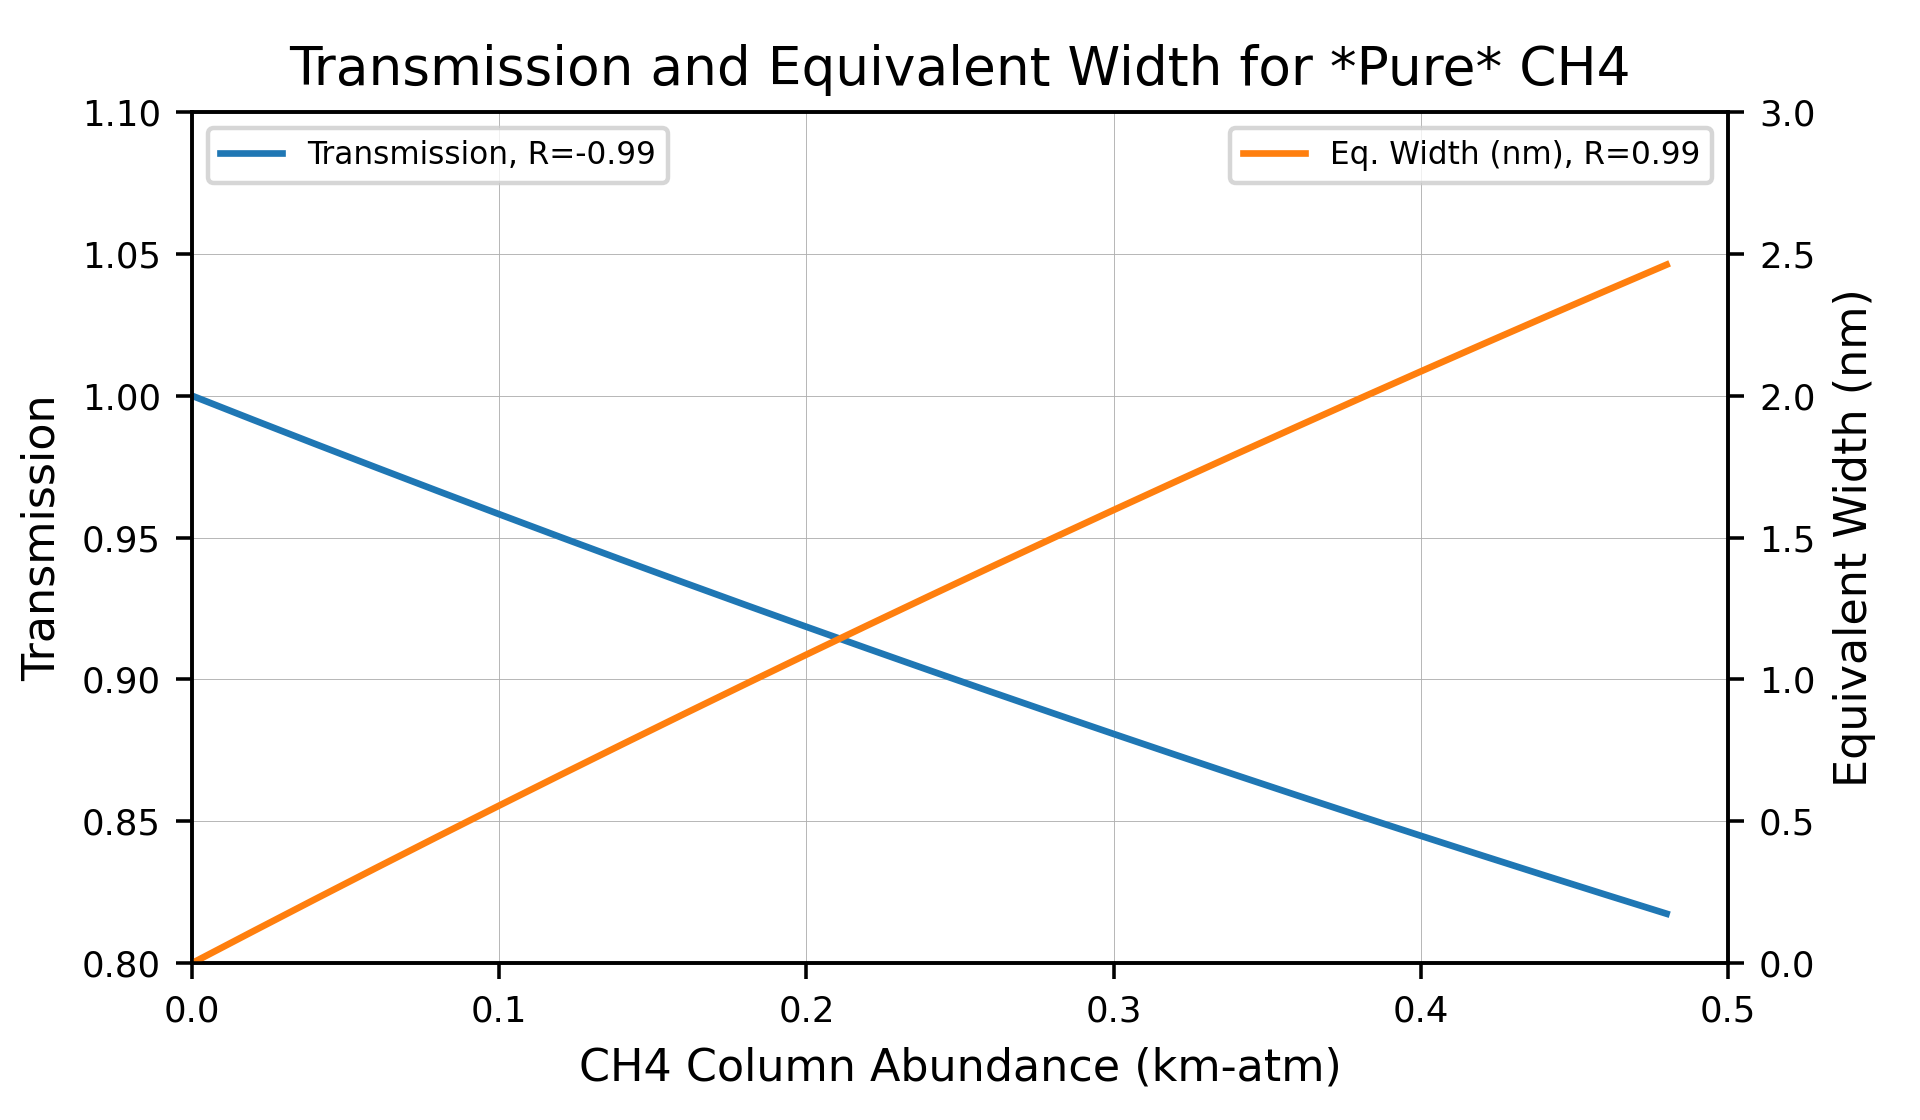 Transmission and Equivalent Width for *Pure* CH4
Transmission, R=-0.99
Eq. Width (nm), R=0.99
1.10
1.05
1.00
0.95
0.90
0.85
0.80
Transmission
3.0
2.5
2.0
1.5
1.0
0.5
0.0
Equivalent Width (nm)
0.0 0.1 0.2 0.3 0.4 0.5
CH4 Column Abundance (km-atm)